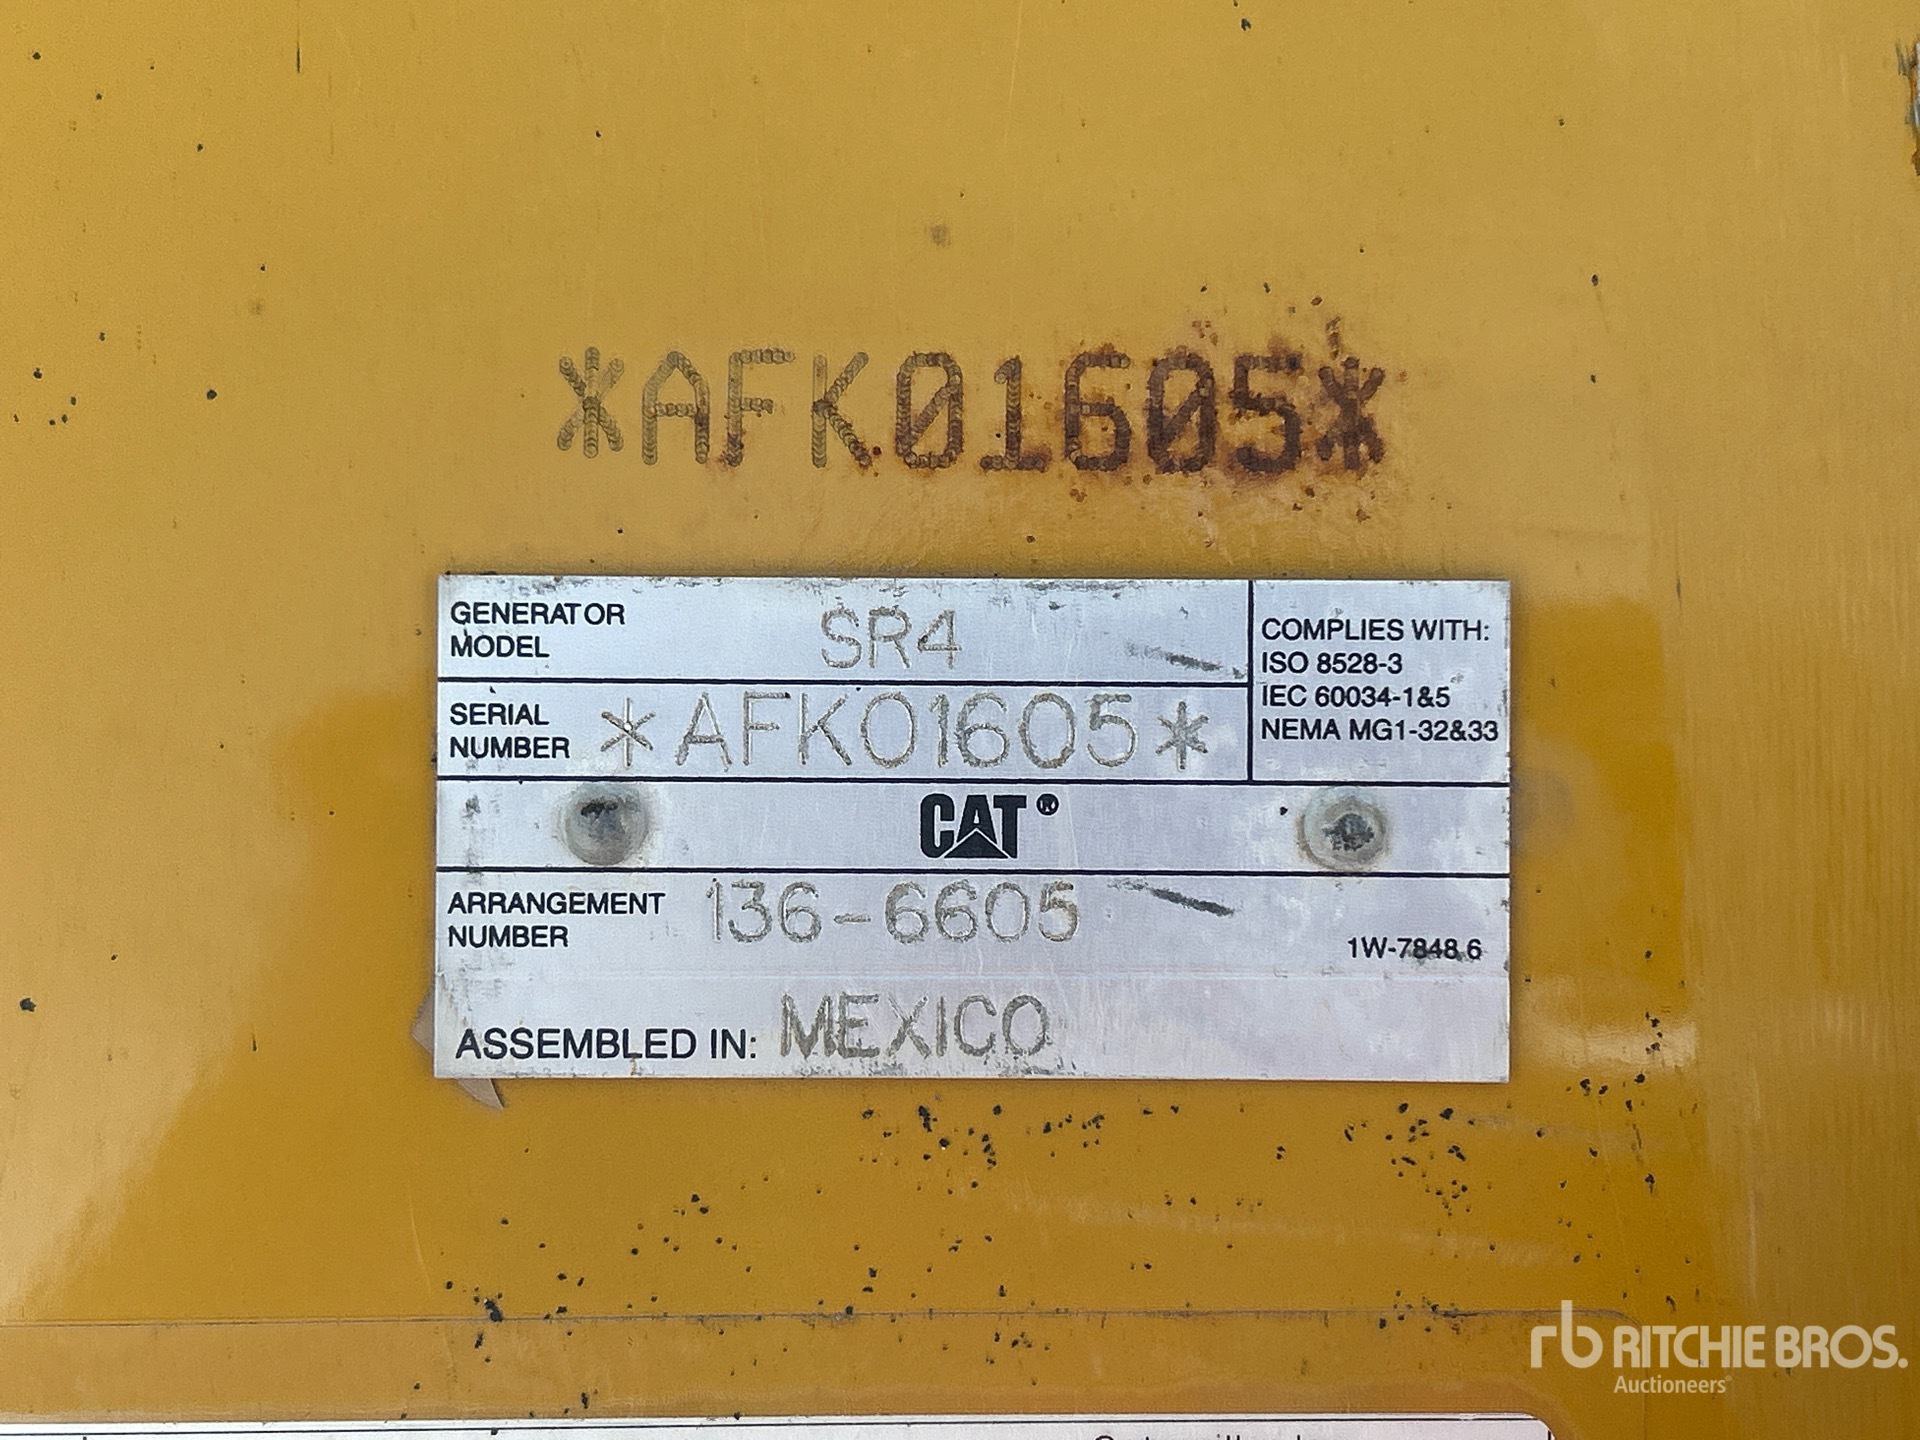 *AFK01605*
GENERATOR
MODEL
SR4
SERIAL
NUMBER
*AFK01605*
COMPLIES WITH:
ISO 8528-3
IEC 60034-1&5
NEMA MG1-32&33
CAT®
ARRANGEMENT
NUMBER
136-6605
1W-7848 6
ASSEMBLED IN: MEXICO
rb RITCHIE BROS.
Auctioneers